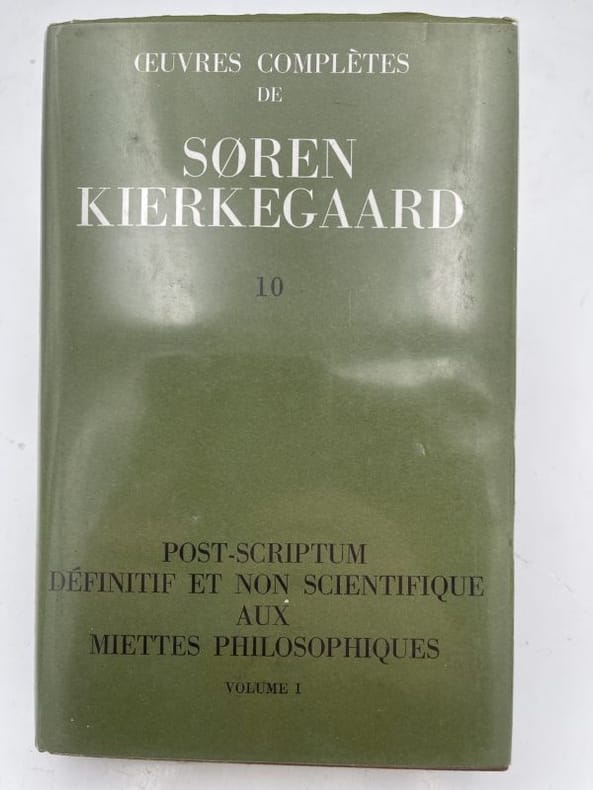 ŒUVRES COMPLÈTES
DE
SØREN
KIERKEGAARD
10
POST-SCRIPTUM
DÉFINITIF ET NON SCIENTIFIQUE
AUX
MIETTES PHILOSOPHIQUES
VOLUME I